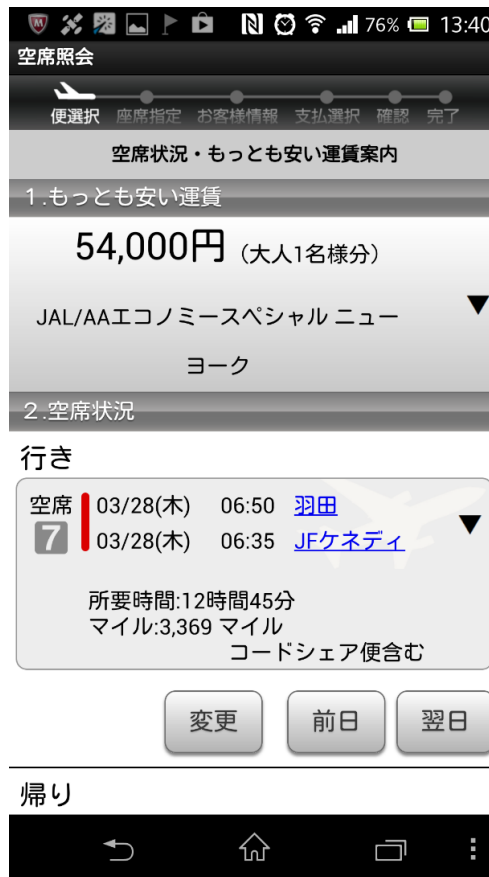 76% 13:40
空席照会
便選択 座席指定 お客様情報 支払選択 確認 完了
空席状況・もっとも安い運賃案内
1.もっとも安い運賃
54,000円 (大人1名様分)
JAL/AAエコノミースペシャル ニュー
ヨーク
▼
2.空席状況
行き
空席 03/28(木) 06:50 羽田
7 03/28(木) 06:35 JFケネディ
▼
所要時間:12時間45分
マイル:3,369 マイル
コードシェア便含む
変更 前日 翌日
帰り